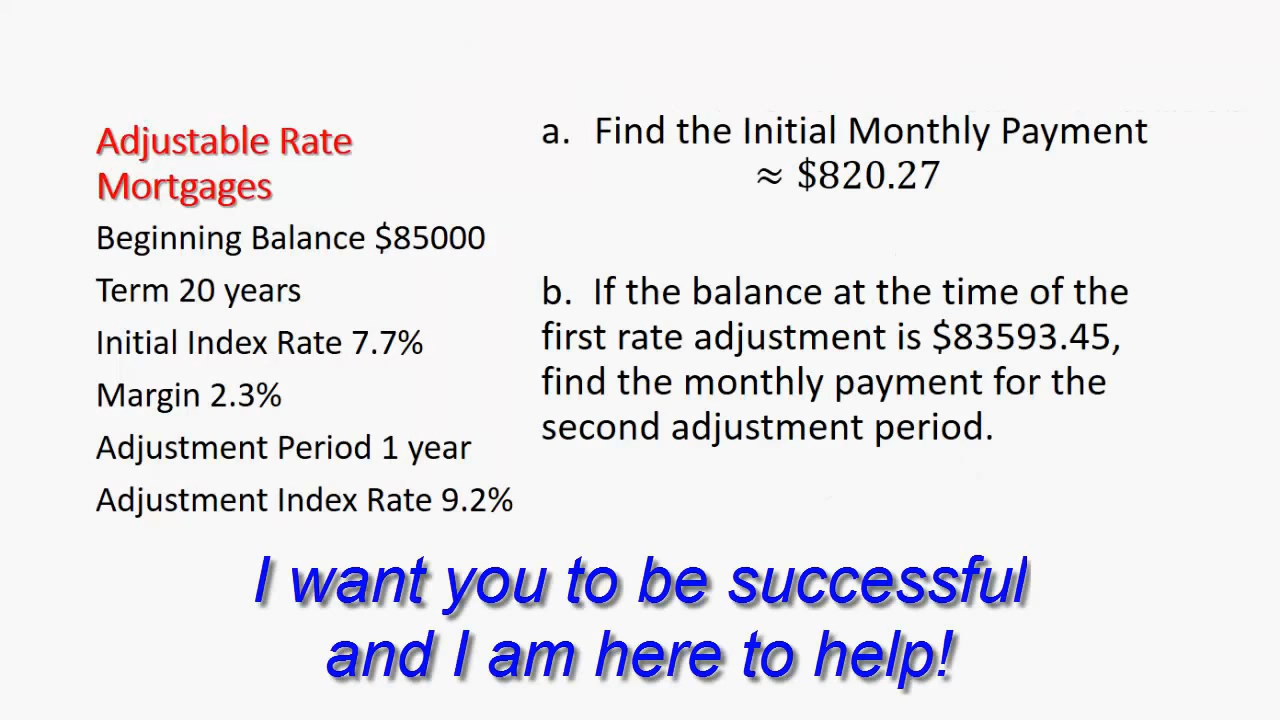 Adjustable Rate
Mortgages
Beginning Balance $85000
Term 20 years
Initial Index Rate 7.7%
Margin 2.3%
Adjustment Period 1 year
Adjustment Index Rate 9.2%
a. Find the Initial Monthly Payment
≈ $820.27
b. If the balance at the time of the
first rate adjustment is $83593.45,
find the monthly payment for the
second adjustment period.
I want you to be successful
and I am here to help!